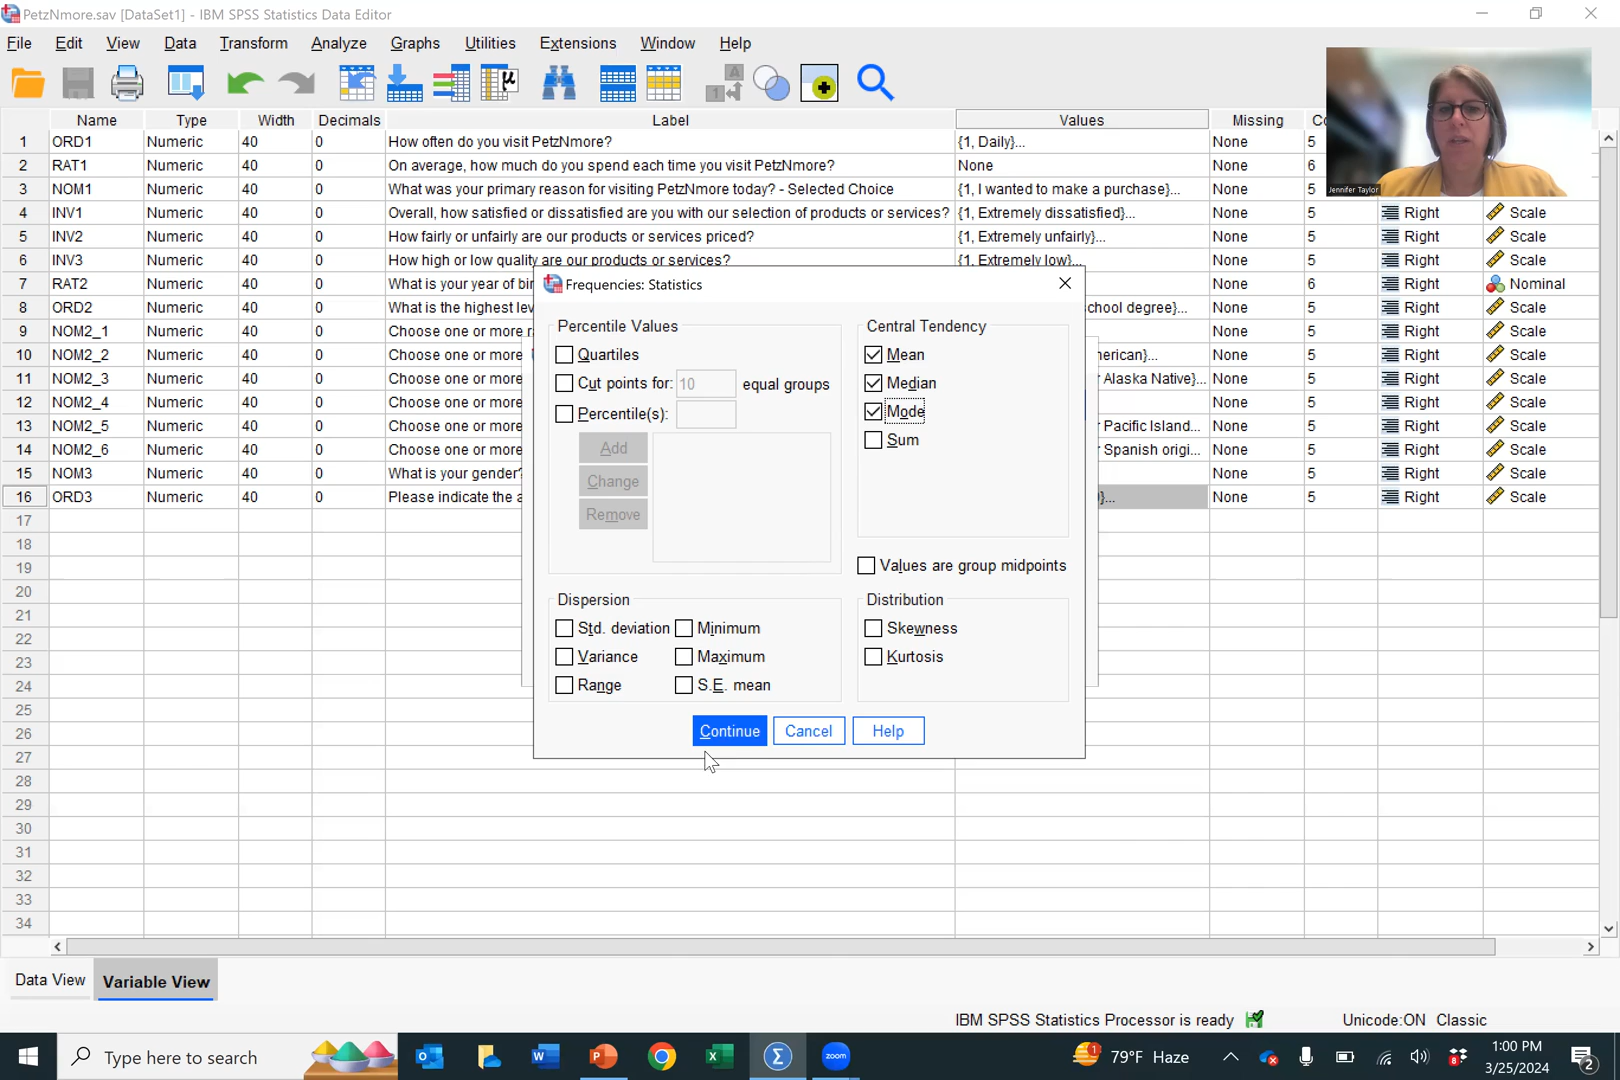 PetzNmore.sav [DataSet1] - IBM SPSS Statistics Data Editor
File Edit View Data Transform Analyze Graphs Utilities Extensions Window Help
Name Type Width Decimals Label Values Missing Co
1 ORD1 Numeric 40 0 How often do you visit PetzNmore? {1, Daily}... None 5
2 RAT1 Numeric 40 0 On average, how much do you spend each time you visit PetzNmore? None None 6
3 NOM1 Numeric 40 0 What was your primary reason for visiting PetzNmore today? - Selected Choice {1, I wanted to make a purchase}... None 5
Jennifer Taylor
4 INV1 Numeric 40 0 Overall, how satisfied or dissatisfied are you with our selection of products or services? {1, Extremely dissatisfied}... None 5 Right Scale
5 INV2 Numeric 40 0 How fairly or unfairly are our products or services priced? {1, Extremely unfairly}... None 5 Right Scale
6 INV3 Numeric 40 0 How high or low quality are our products or services? {1, Extremely low}... None 5 Right Scale
7 RAT2 Numeric 40 0 What is your year of bir None 6 Right Nominal
8 ORD2 Numeric 40 0 What is the highest lev chool degree}... None 5 Right Scale
9 NOM2_1 Numeric 40 0 Choose one or more r None 5 Right Scale
10 NOM2_2 Numeric 40 0 Choose one or more nerican}... None 5 Right Scale
11 NOM2_3 Numeric 40 0 Choose one or more r Alaska Native}... None 5 Right Scale
12 NOM2_4 Numeric 40 0 Choose one or more None 5 Right Scale
13 NOM2_5 Numeric 40 0 Choose one or more r Pacific Island... None 5 Right Scale
14 NOM2_6 Numeric 40 0 Choose one or more r Spanish origi... None 5 Right Scale
15 NOM3 Numeric 40 0 What is your gender? None 5 Right Scale
16 ORD3 Numeric 40 0 Please indicate the a }... None 5 Right Scale
17
18
19
20
21
22
23
24
25
26
27
28
29
30
31
32
33
34
Frequencies: Statistics
Percentile Values
Quartiles
Cut points for: 10 equal groups
Percentile(s):
Add
Change
Remove
Central Tendency
Mean
Median
Mode
Sum
Values are group midpoints
Dispersion
Std. deviation Minimum
Variance Maximum
Range S.E. mean
Distribution
Skewness
Kurtosis
Continue Cancel Help
Data View Variable View
IBM SPSS Statistics Processor is ready Unicode:ON Classic
Type here to search
zoom
79°F Haze
1:00 PM
3/25/2024
2